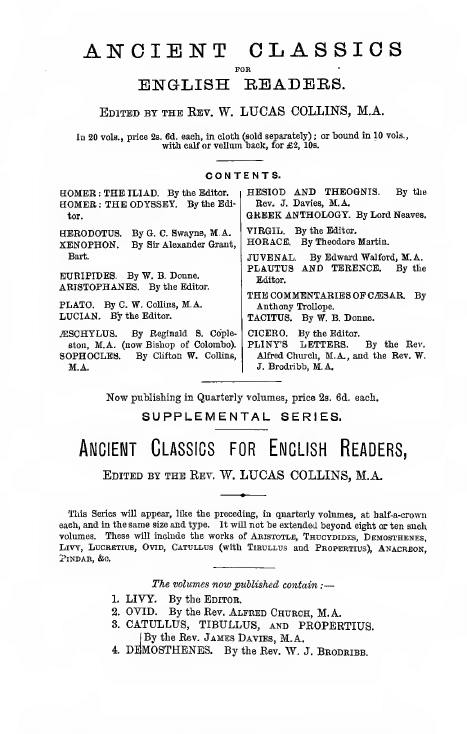 ANCIENT CLASSICS
FOR
ENGLISH READERS.
EDITED BY THE REV. W. LUCAS COLLINS, M.A.
In 20 vols., price 2s. 6d. each, in cloth (sold separately); or bound in 10 vols.,
with calf or vellum back, for £2, 10s.
CONTENTS.
HOMER: THE ILIAD. By the Editor.
HOMER: THE ODYSSEY. By the Edi-
tor.
HERODOTUS. By G. C. Swayne, M.A.
XENOPHON. By Sir Alexander Grant,
Bart.
EURIPIDES. By W. B. Donne.
ARISTOPHANES. By the Editor.
PLATO. By C. W. Collins, M.A.
LUCIAN. By the Editor.
ÆSCHYLUS. By Reginald S. Cople-
ston, M.A. (now Bishop of Colombo).
SOPHOCLES. By Clifton W. Collins,
M.A.
HESIOD AND THEOGNIS. By the
Rev. J. Davies, M.A.
GREEK ANTHOLOGY. By Lord Neaves.
VIRGIL. By the Editor.
HORACE. By Theodore Martin.
JUVENAL. By Edward Walford, M.A.
PLAUTUS AND TERENCE. By the
Editor.
THE COMMENTARIES OF CÆSAR. By
Anthony Trollope.
TACITUS. By W. B. Donne.
CICERO. By the Editor.
PLINY'S LETTERS. By the Rev.
Alfred Church, M.A., and the Rev. W.
J. Brodribb, M.A.
Now publishing in Quarterly volumes, price 2s. 6d. each.
SUPPLEMENTAL SERIES.
ANCIENT CLASSICS FOR ENGLISH READERS,
EDITED BY THE REV. W. LUCAS COLLINS, M.A.
This Series will appear, like the preceding, in quarterly volumes, at half-a-crown
each, and in the same size and type. It will not be extended beyond eight or ten such
volumes. These will include the works of ARISTOTLE, THUCYDIDES, DEMOSTHENES,
LIVY, LUCRETIUS, OVID, CATULLUS (with TIBULLUS and PROPERTIUS), ANACREON,
PINDAR, &c.
The volumes now published contain:—
1. LIVY. By the EDITOR.
2. OVID. By the Rev. ALFRED CHURCH, M.A.
3. CATULLUS, TIBULLUS, AND PROPERTIUS.
By the Rev. JAMES DAVIES, M.A.
4. DEMOSTHENES. By the Rev. W. J. BRODRIBB.